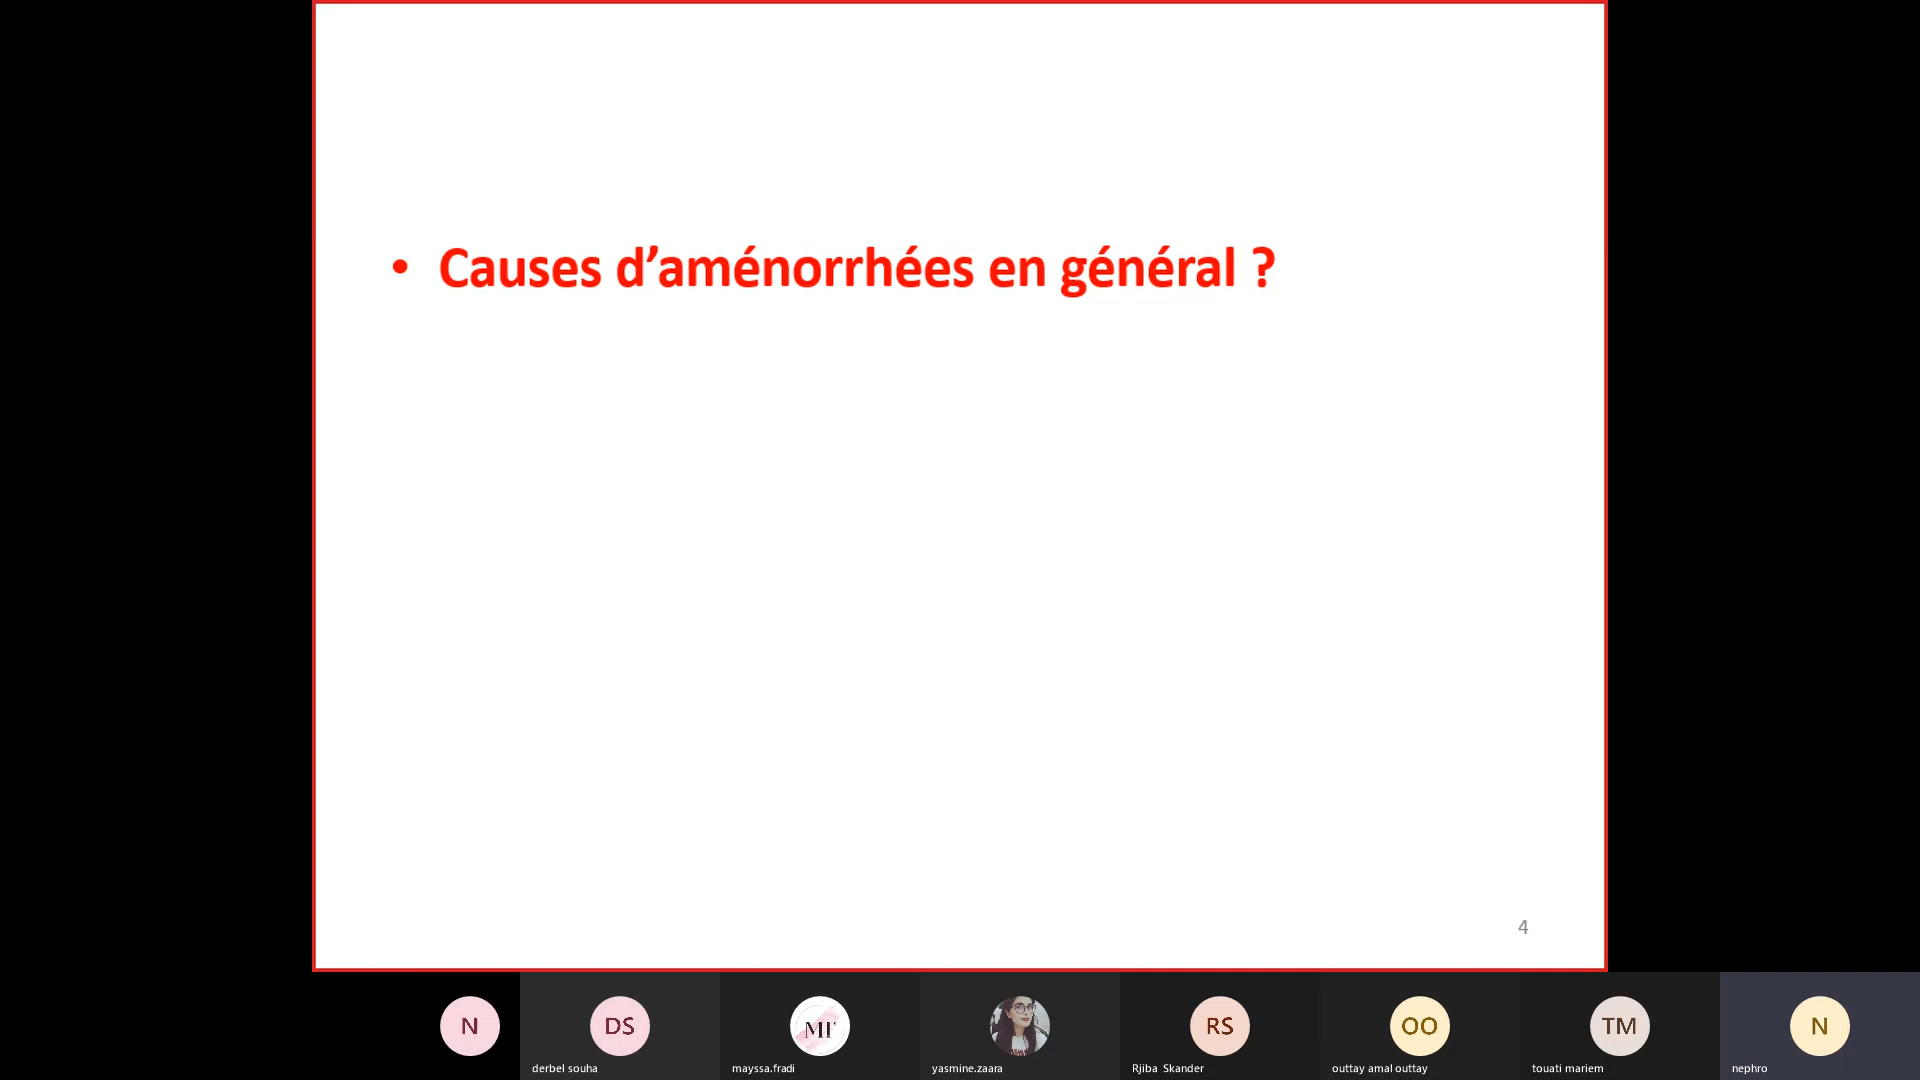 • Causes d’aménorrhées en général ?
4
N
DS
MF
RS
OO
TM
N
derbel souha
mayssa.fradi
yasmine.zaara
Rjiba Skander
outtay amal outtay
touati mariem
nephro